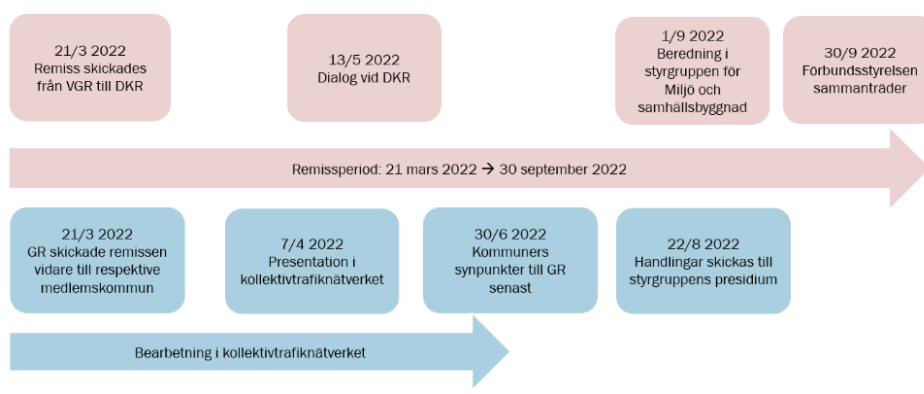 21/3 2022
Remiss skickades
från VGR till DKR
13/5 2022
Dialog vid DKR
1/9 2022
Beredning i
styrgruppen för
Miljö och
samhällsbyggnad
30/9 2022
Förbundsstyrelsen
sammanträder
Remissperiod: 21 mars 2022 → 30 september 2022
21/3 2022
GR skickade remissen
vidare till respektive
medlemskommun
7/4 2022
Presentation i
kollektivtrafiknätverket
30/6 2022
Kommuners
synpunkter till GR
senast
22/8 2022
Handlingar skickas till
styrgruppens presidium
Bearbetning i kollektivtrafiknätverket